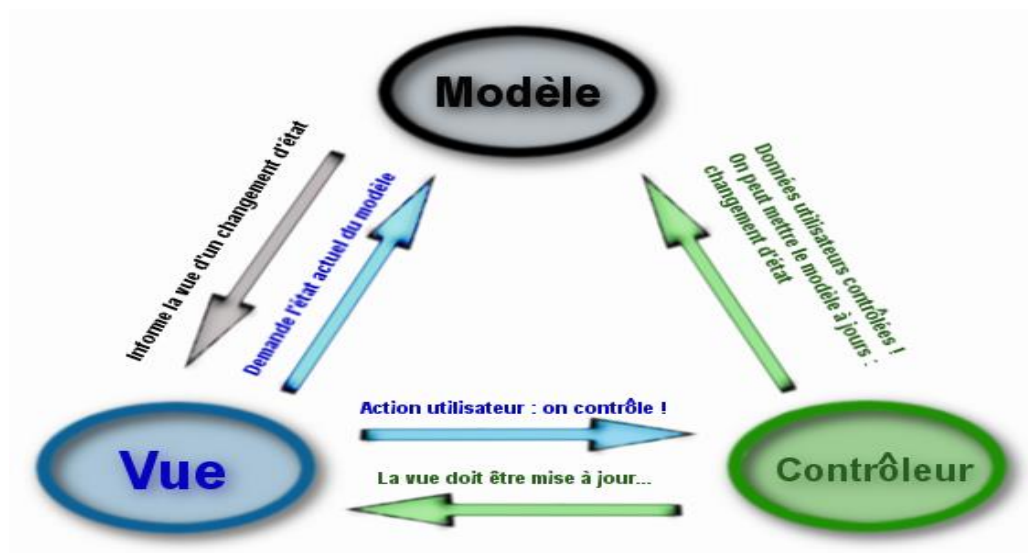 Modèle
Informe la vue d'un changement d'état
Demande l'état actuel du modèle
Données utilisateurs contrôlées !
On peut mettre le modèle à jours :
changement d'état
Action utilisateur : on contrôle !
Vue
Contrôleur
La vue doit être mise à jour...